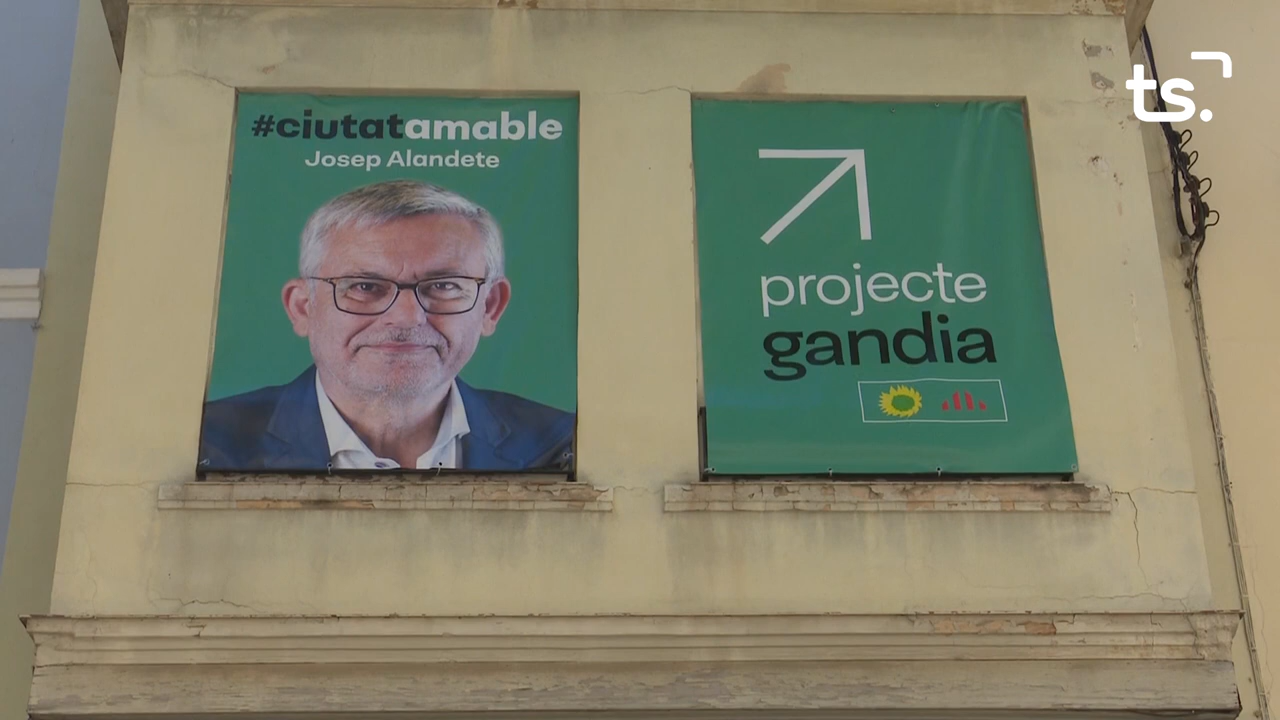 #ciutatamable
Josep Alandete
projecte
gandia
ts.